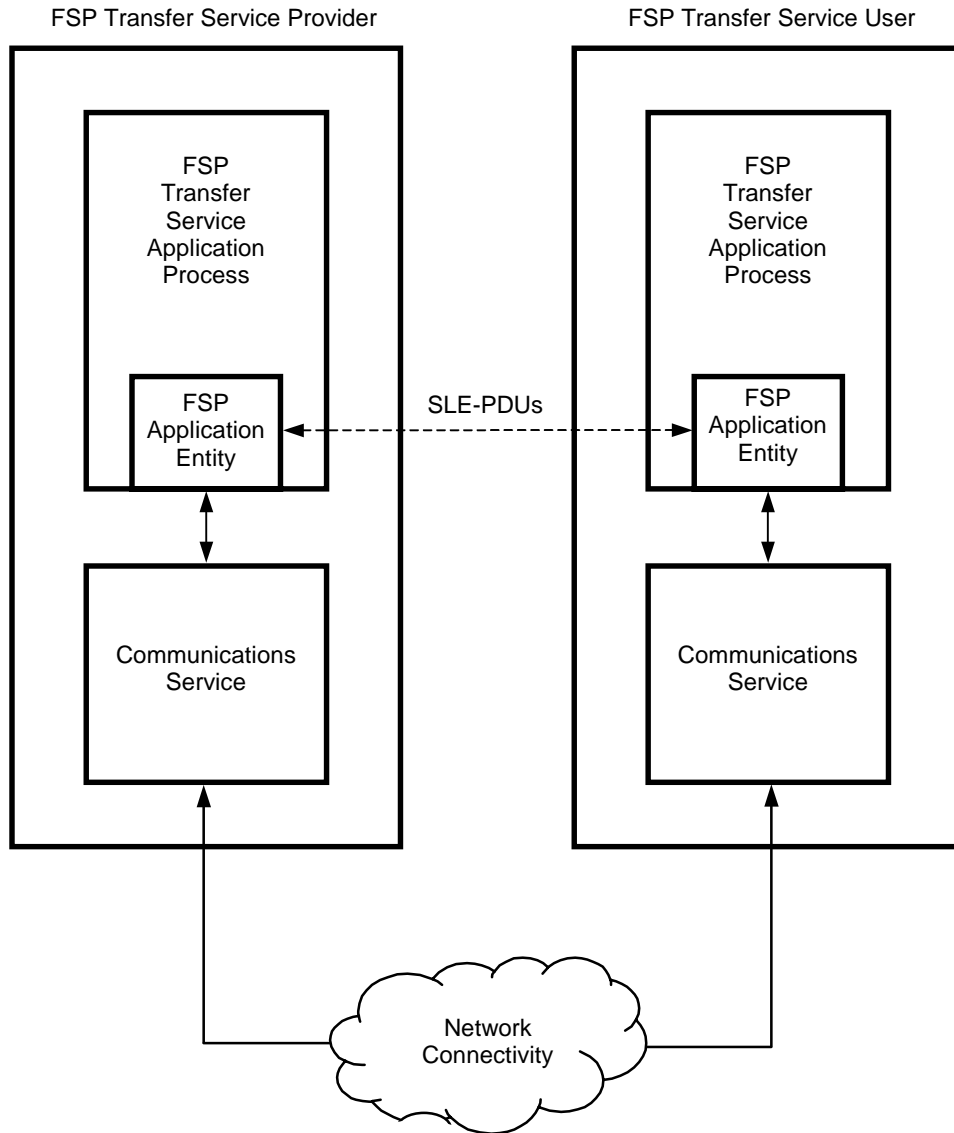 FSP Transfer Service Provider
FSP Transfer Service User
FSP
Transfer
Service
Application
Process
FSP
Transfer
Service
Application
Process
SLE-PDUs
FSP
Application
Entity
FSP
Application
Entity
Communications
Service
Communications
Service
Network
Connectivity